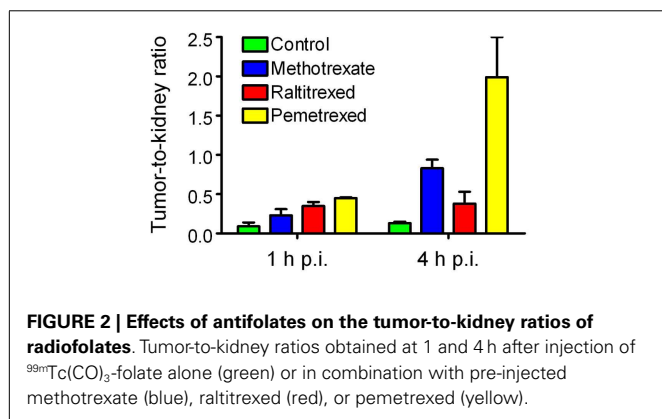 2.5
2.0
1.5
1.0
0.5
0.0
Tumor-to-kidney ratio
Control
Methotrexate
Raltitrexed
Pemetrexed
1 h p.i.
4 h p.i.
FIGURE 2 | Effects of antifolates on the tumor-to-kidney ratios of
radiofolates. Tumor-to-kidney ratios obtained at 1 and 4 h after injection of
⁹⁹ᵐTc(CO)₃-folate alone (green) or in combination with pre-injected
methotrexate (blue), raltitrexed (red), or pemetrexed (yellow).